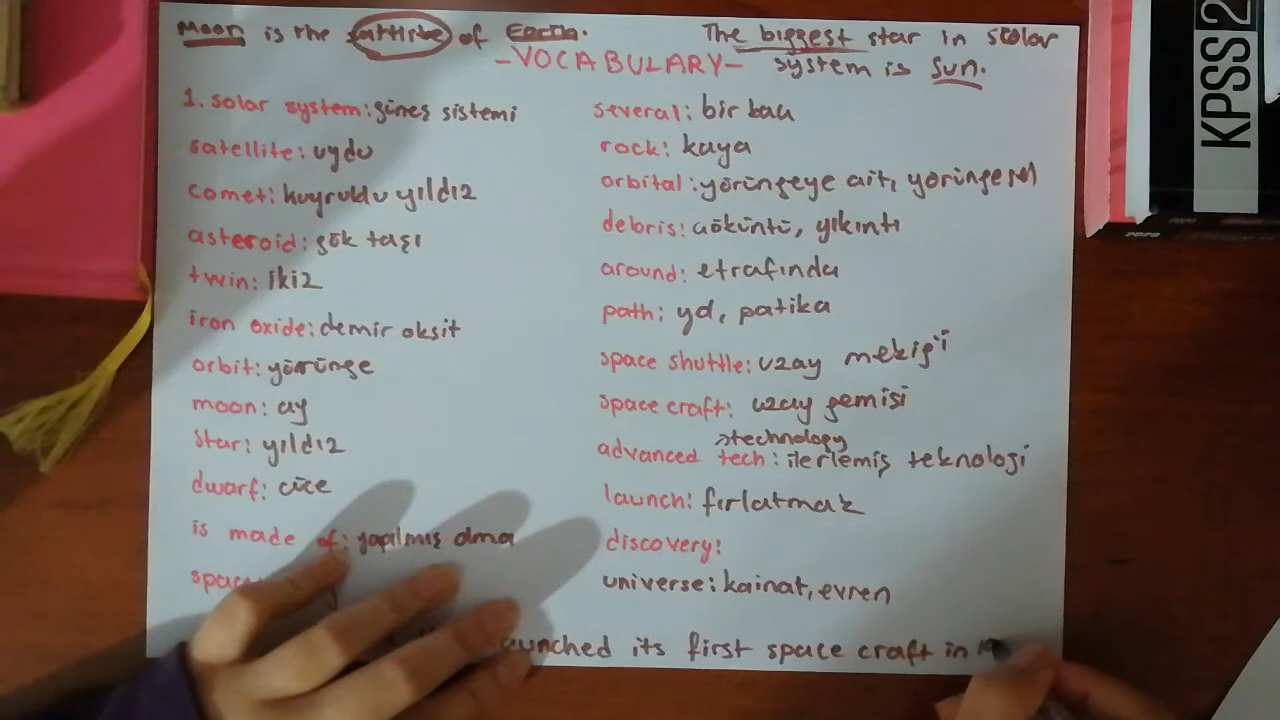 Moon is the sattlite of Earth.
The biggest star in solar
system is Sun.
-VOCABULARY-
1. solar system: güneş sistemi
satellite: uydu
comet: kuyruklu yıldız
asteroid: gök taşı
twin: ikiz
iron oxide: demir oksit
orbit: yörünge
moon: ay
star: yıldız
dwarf: cüce
is made of: yapılmış olma
space
several: bir kaç
rock: kaya
orbital: yörüngeye ait, yörüngesel
debris: çöküntü, yıkıntı
around: etrafında
path: yol, patika
space shuttle: uzay mekiği
space craft: uzay gemisi
technology
advanced tech: ilerlemiş teknoloji
launch: fırlatmak
discovery:
universe: kainat, evren
launched its first space craft in 19
KPSS 2